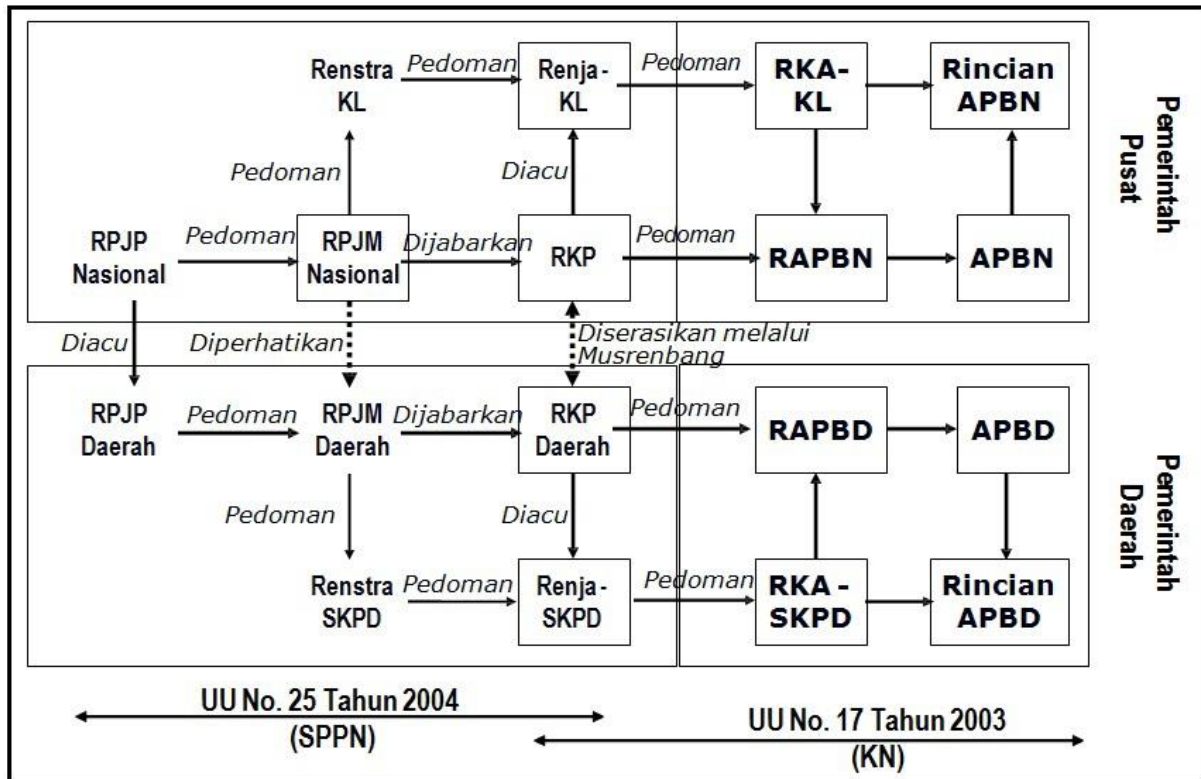 Renstra
KL
Pedoman
Renja-
KL
Pedoman
RKA-
KL
Rincian
APBN
Pemerintah
Pusat
Pedoman
Diacu
RPJP
Nasional
Pedoman
RPJM
Nasional
Dijabarkan
RKP
Pedoman
RAPBN
APBN
Diacu
Diperhatikan
Diserasikan melalui
Musrenbang
RPJP
Daerah
Pedoman
RPJM
Daerah
Dijabarkan
RKP
Daerah
Pedoman
RAPBD
APBD
Pemerintah
Daerah
Pedoman
Diacu
Renstra
SKPD
Pedoman
Renja -
SKPD
Pedoman
RKA -
SKPD
Rincian
APBD
UU No. 25 Tahun 2004
(SPPN)
UU No. 17 Tahun 2003
(KN)